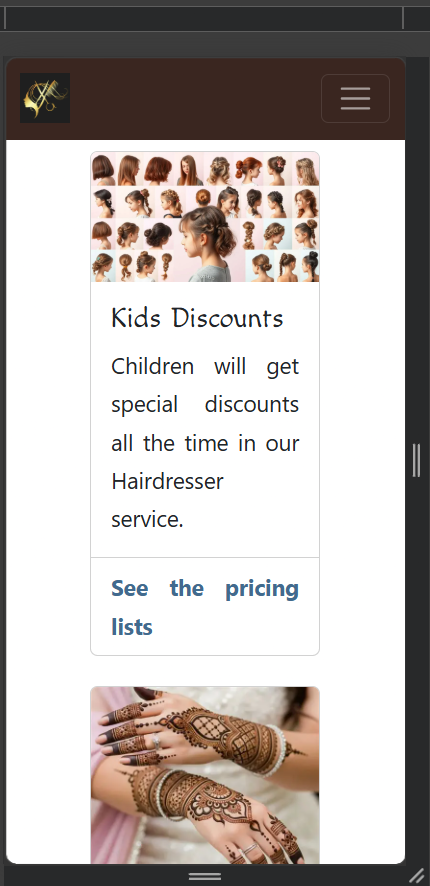 Kids Discounts
Children will get
special discounts
all the time in our
Hairdresser
service.
See the pricing
lists